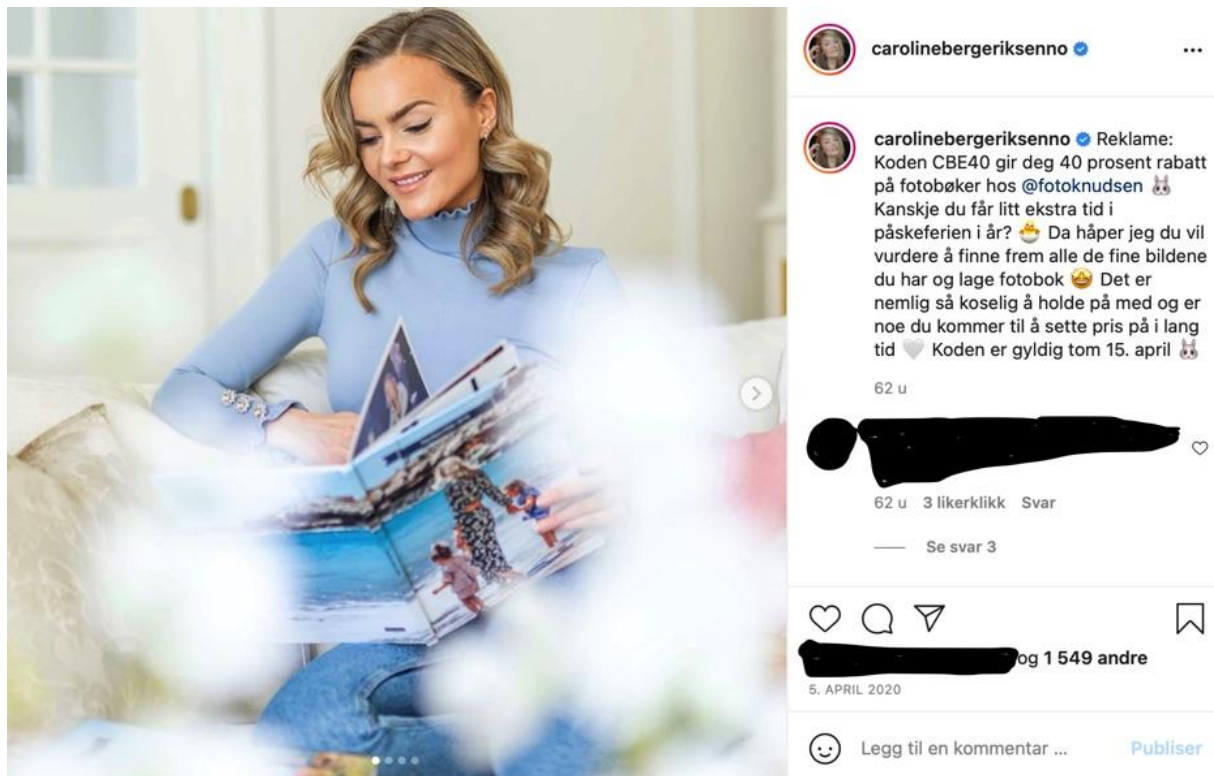 carolinebergeriksenno
carolinebergeriksenno Reklame:
Koden CBE40 gir deg 40 prosent rabatt
på fotobøker hos @fotoknudsen 🐰
Kanskje du får litt ekstra tid i
påskeferien i år? 🐣 Da håper jeg du vil
vurdere å finne frem alle de fine bildene
du har og lage fotobok 🤩 Det er
nemlig så koselig å holde på med og er
noe du kommer til å sette pris på i lang
tid 🤍 Koden er gyldig tom 15. april 🐰
62 u
62 u 3 likerklikk Svar
Se svar 3
og 1 549 andre
5. APRIL 2020
Legg til en kommentar ... Publiser